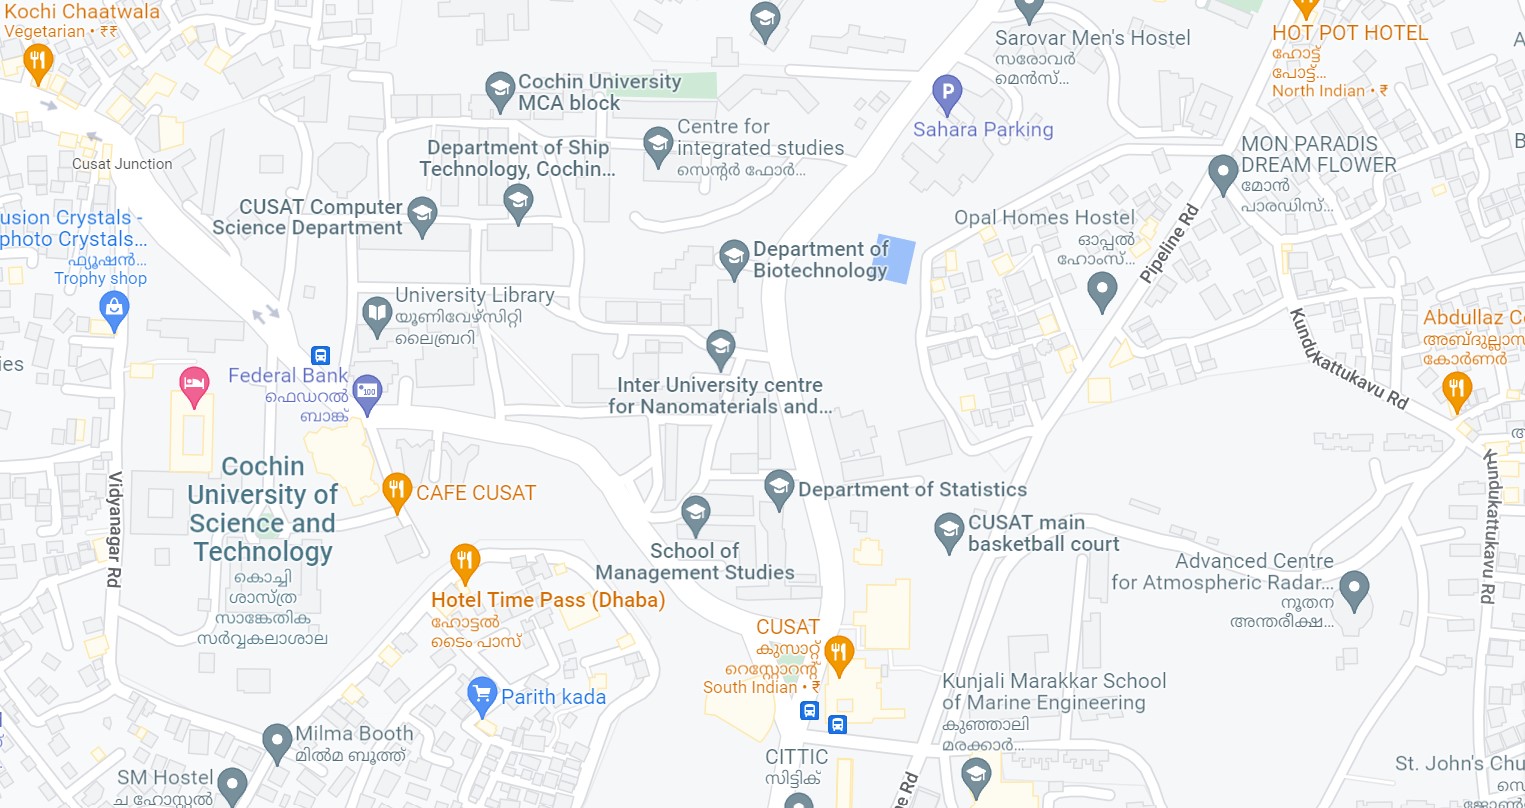 Kochi Chaatwala
Vegetarian • ₹₹
Cusat Junction
usion Crystals -
photo Crystals...
ഫ്യൂഷൻ...
Trophy shop
Cochin University
MCA block
Department of Ship
Technology, Cochin...
Centre for
integrated studies
സെന്റർ ഫോർ...
CUSAT Computer
Science Department
Sarovar Men's Hostel
സരോവർ
മെൻസ്...
HOT POT HOTEL
ഹോട്ട്
പോട്ട്...
North Indian • ₹
P
Sahara Parking
MON PARADIS
DREAM FLOWER
മോൻ
പാരഡിസ്...
Opal Homes Hostel
ഓപ്പൽ
ഹോംസ്...
Pipeline Rd
Department of
Biotechnology
University Library
യൂണിവേഴ്സിറ്റി
ലൈബ്രറി
Kundukattukavu Rd
Abdullaz Co
അബ്ദുല്ലാസ്
കോർണർ
ies
Federal Bank
ഫെഡറൽ
ബാങ്ക്
100
Inter University centre
for Nanomaterials and...
Cochin
University of
Science and
Technology
കൊച്ചി
ശാസ്ത്ര
സാങ്കേതിക
സർവ്വകലാശാല
Vidyanagar Rd
CAFE CUSAT
Department of Statistics
CUSAT main
basketball court
Kundukattukavu Rd
School of
Management Studies
Advanced Centre
for Atmospheric Radar...
നൂതന
അന്തരീക്ഷ...
Hotel Time Pass (Dhaba)
ഹോട്ടൽ
ടൈം പാസ്
CUSAT
കുസാറ്റ്
റെസ്റ്റോറന്റ്
South Indian • ₹
Kunjali Marakkar School
of Marine Engineering
കുഞ്ഞാലി
മരക്കാർ...
Parith kada
Milma Booth
മിൽമ ബൂത്ത്
SM Hostel
ച ഹോസ്റ്റൽ
CITTIC
സിട്ടിക്
ne Rd
St. John's Chu